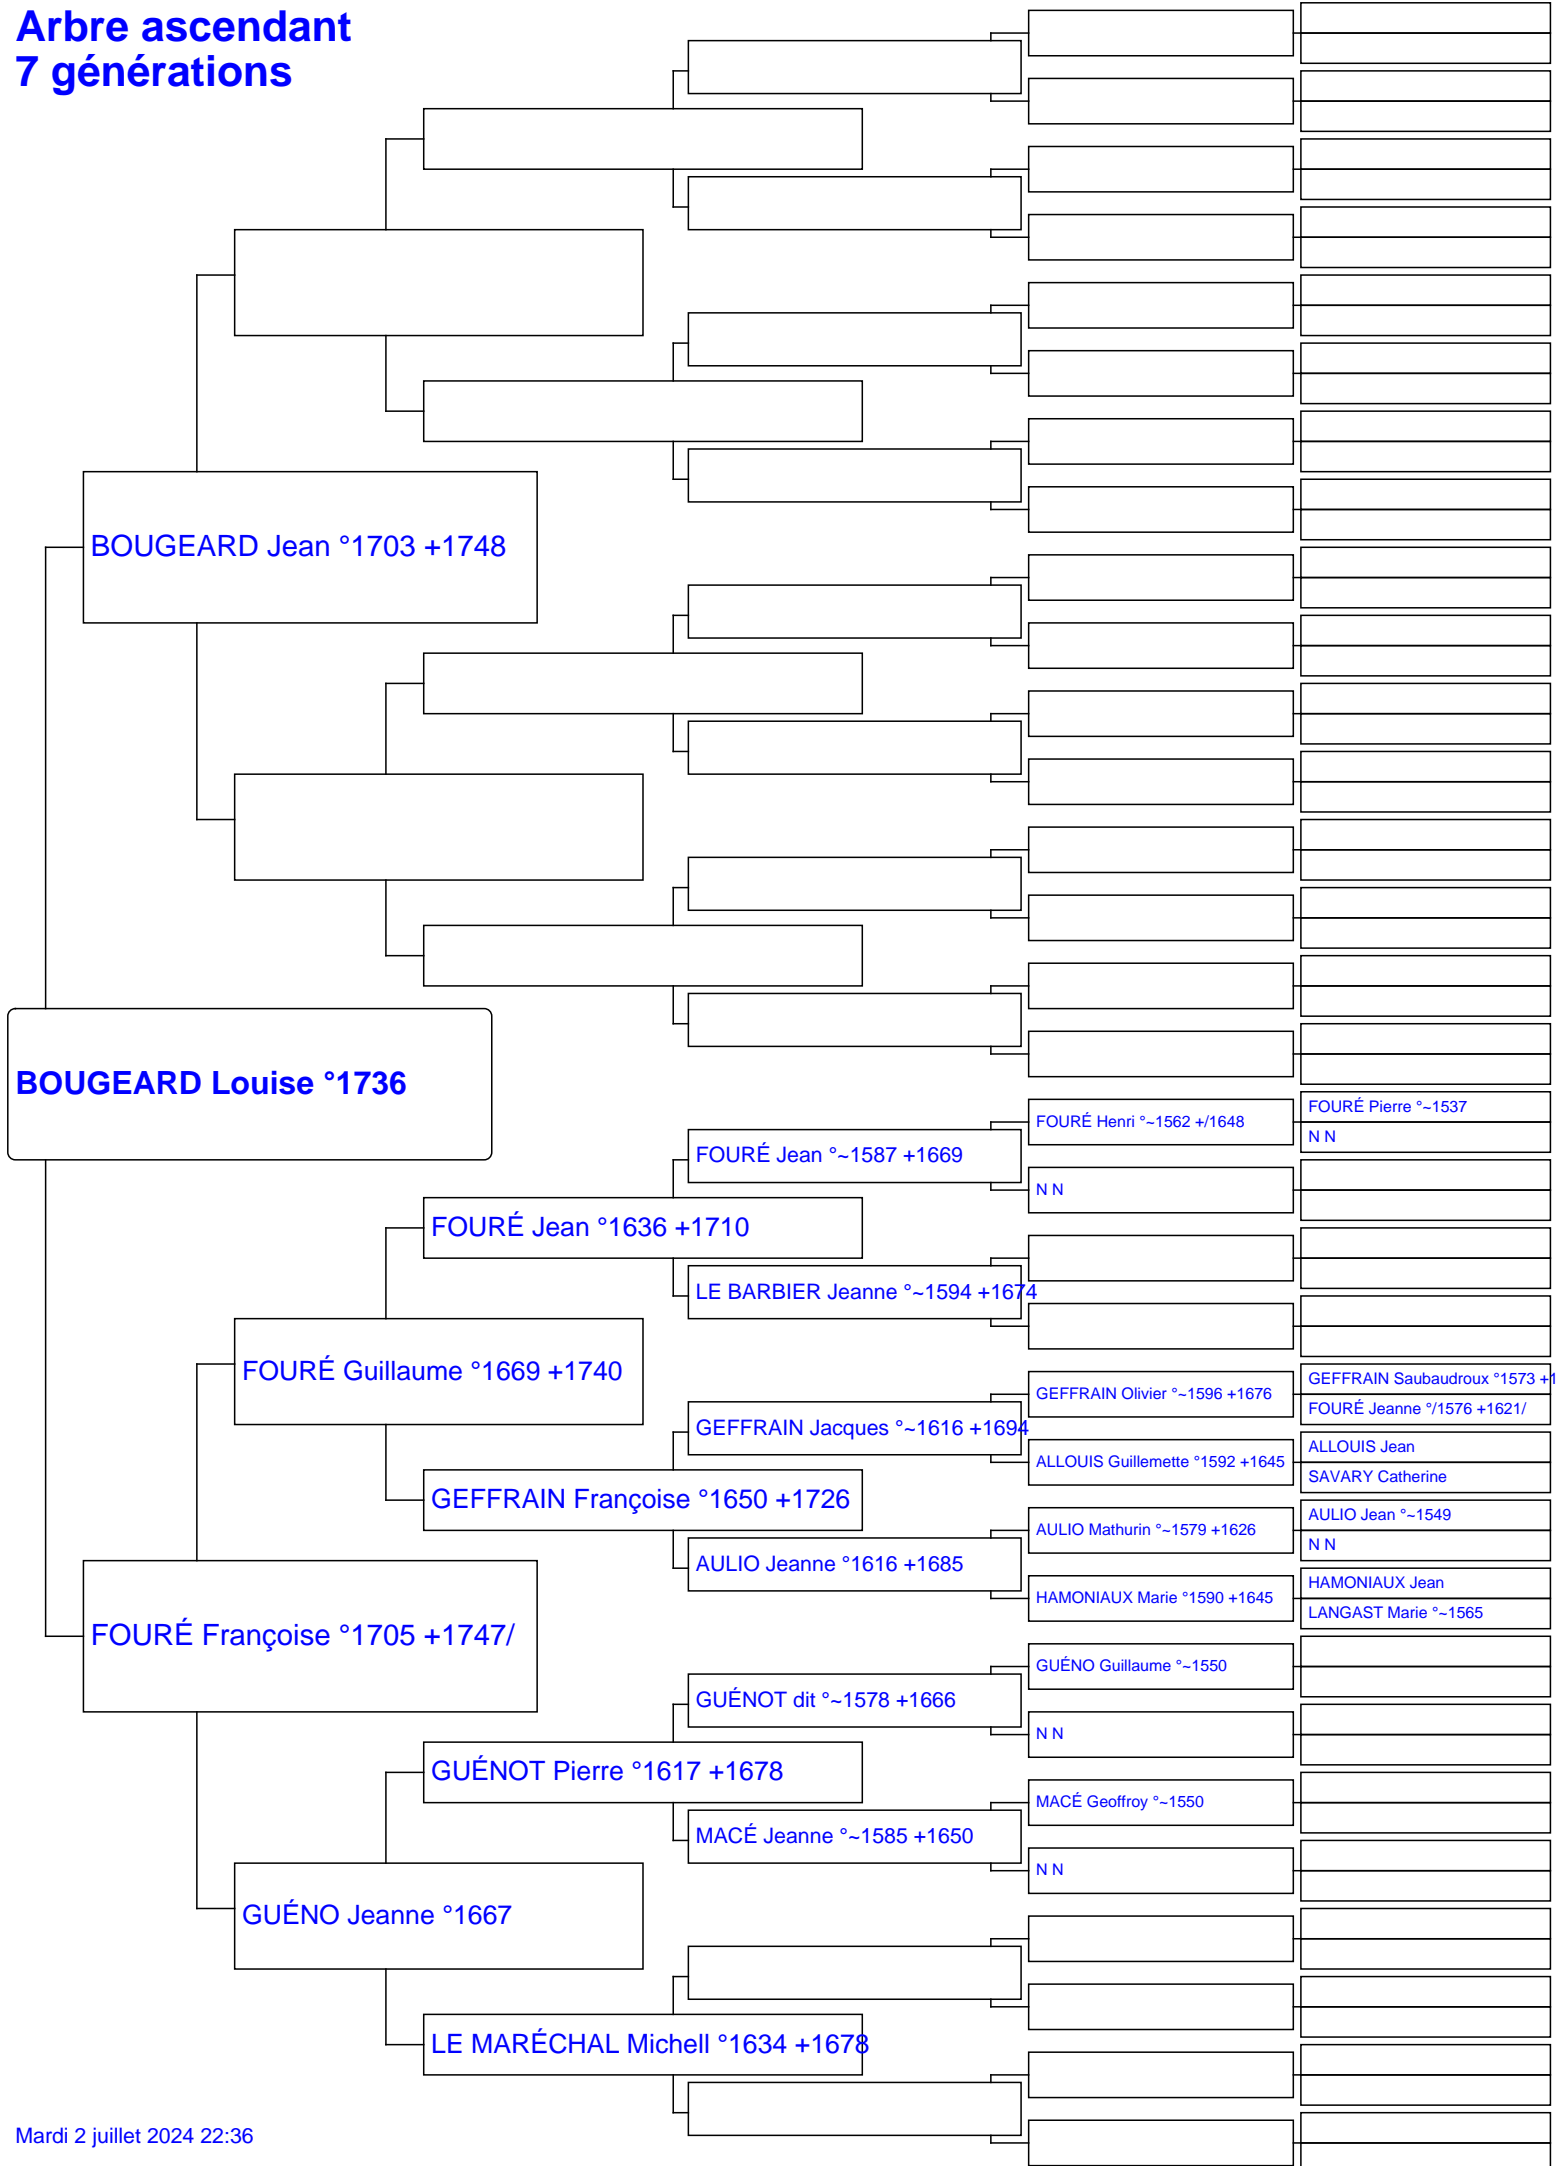 Arbre ascendant
7 générations
BOUGEARD Jean °1703 +1748
BOUGEARD Louise °1736
FOURÉ Pierre °~1537
FOURÉ Henri °~1562 +/1648
N N
FOURÉ Jean °~1587 +1669
N N
FOURÉ Jean °1636 +1710
LE BARBIER Jeanne °~1594 +1674
FOURÉ Guillaume °1669 +1740
GEFFRAIN Saubaudroux °1573 +1
GEFFRAIN Olivier °~1596 +1676
FOURÉ Jeanne °/1576 +1621/
GEFFRAIN Jacques °~1616 +1694
ALLOUIS Jean
ALLOUIS Guillemette °1592 +1645
SAVARY Catherine
GEFFRAIN Françoise °1650 +1726
AULIO Jean °~1549
AULIO Mathurin °~1579 +1626
N N
AULIO Jeanne °1616 +1685
HAMONIAUX Jean
HAMONIAUX Marie °1590 +1645
LANGAST Marie °~1565
FOURÉ Françoise °1705 +1747/
GUÉNO Guillaume °~1550
GUÉNOT dit °~1578 +1666
N N
GUÉNOT Pierre °1617 +1678
MACÉ Geoffroy °~1550
MACÉ Jeanne °~1585 +1650
N N
GUÉNO Jeanne °1667
LE MARÉCHAL Michell °1634 +1678
Mardi 2 juillet 2024 22:36